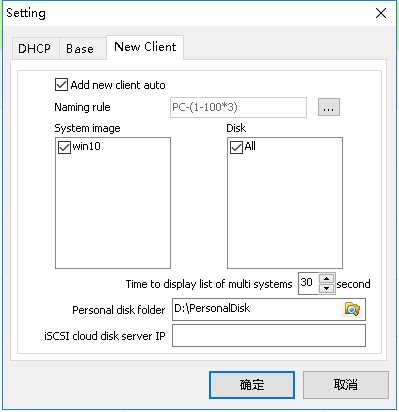 Setting
DHCP Base New Client
Add new client auto
Naming rule PC-(1-100*3) ...
System image Disk
win10 All
Time to display list of multi systems 30 second
Personal disk folder D:\PersonalDisk
iSCSI cloud disk server IP
确定 取消